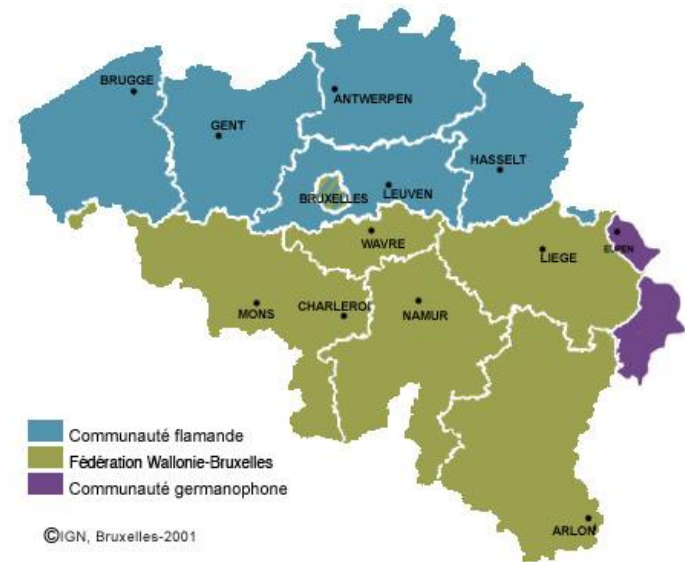 BRUGGE
ANTWERPEN
GENT
HASSELT
BRUXELLES
LEUVEN
WAVRE
EUPEN
LIEGE
MONS
CHARLEROI
NAMUR
Communauté flamande
Fédération Wallonie-Bruxelles
Communauté germanophone
©IGN, Bruxelles-2001
ARLON